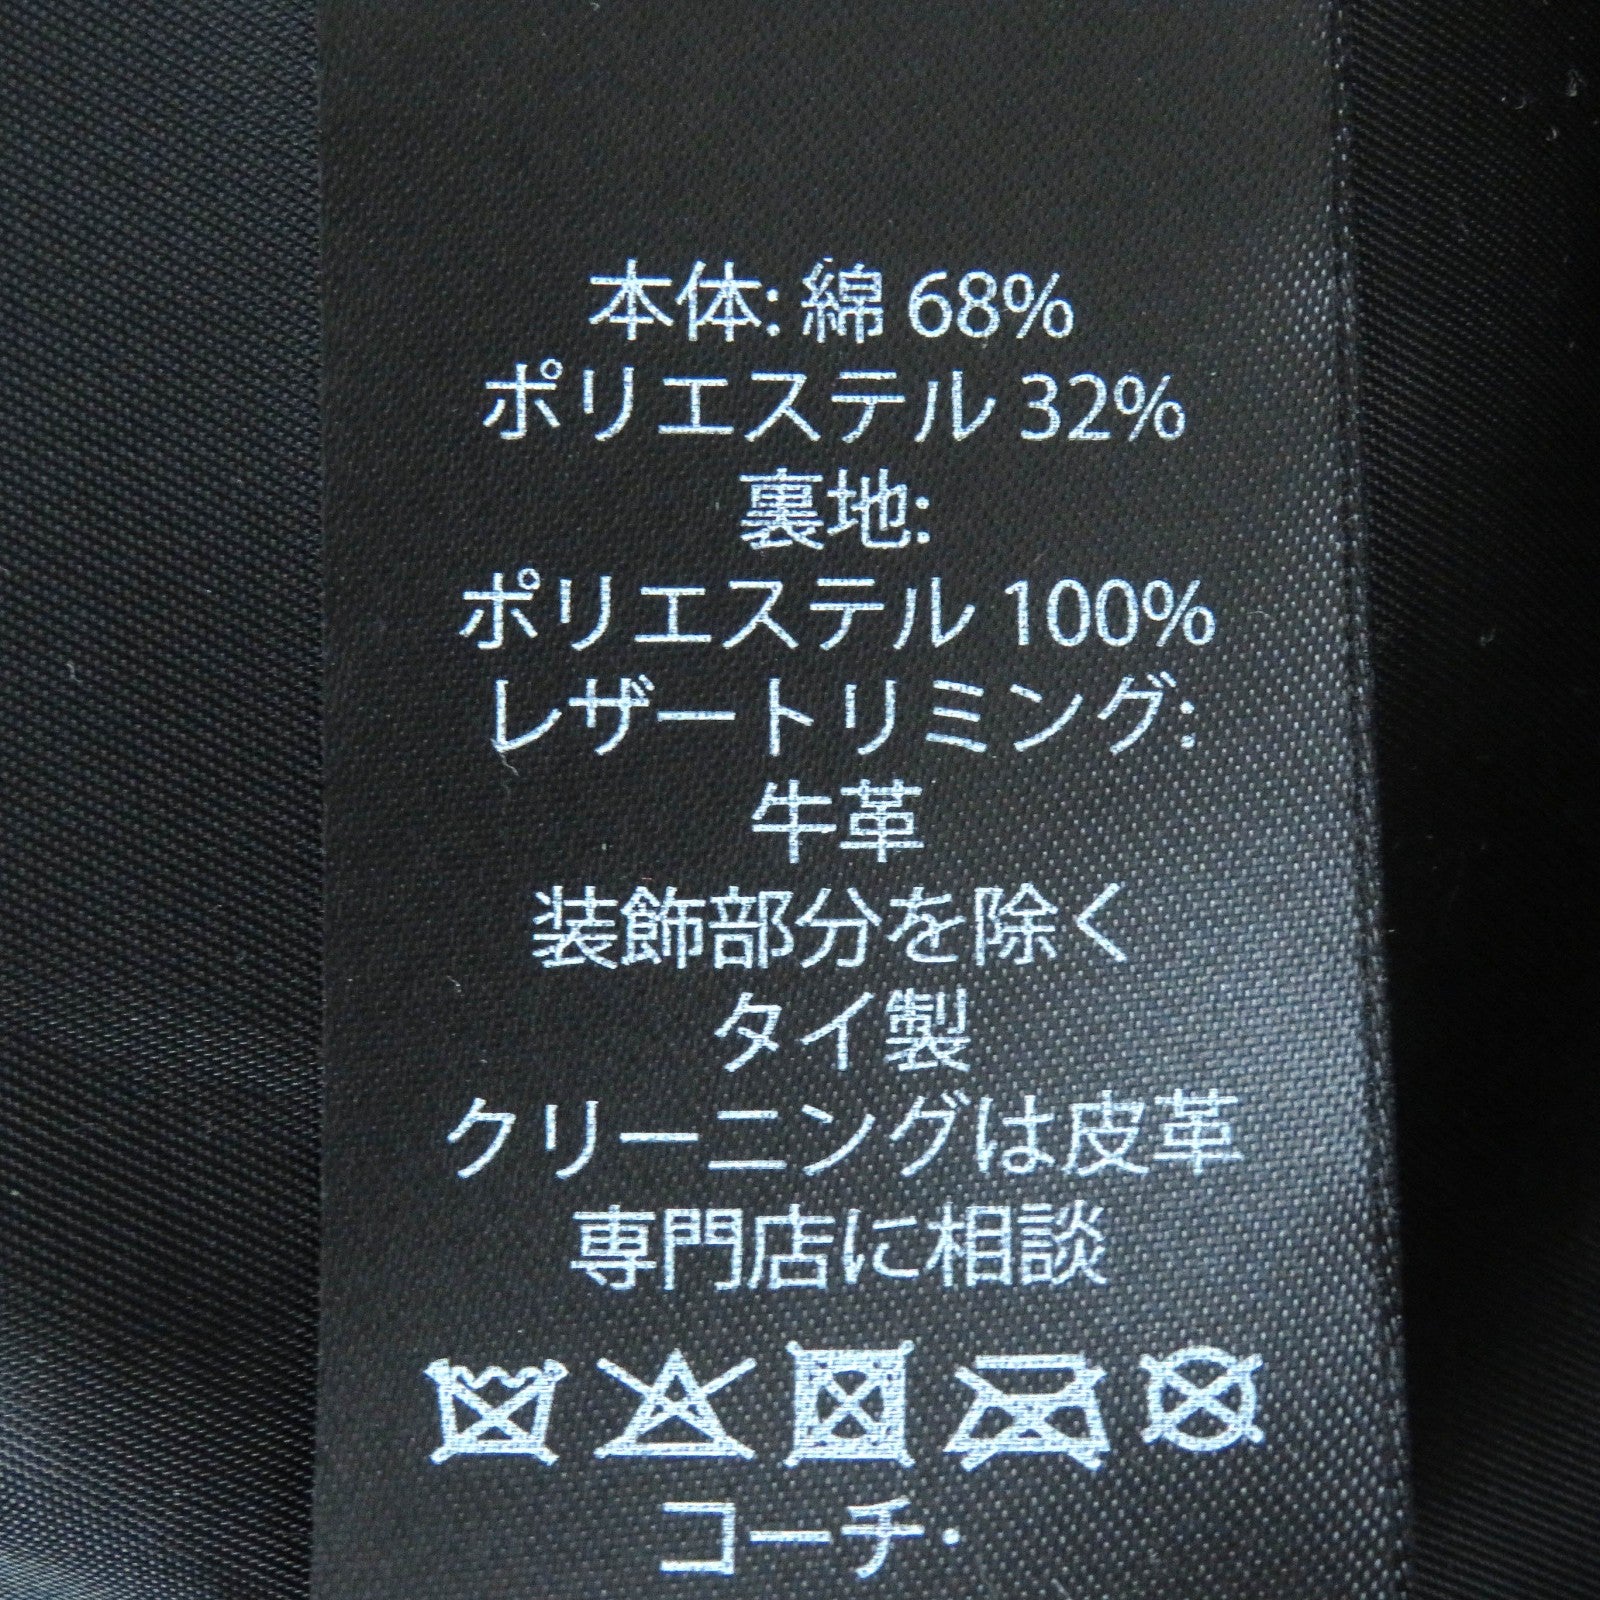 本体: 綿 68%
ポリエステル 32%
裏地:
ポリエステル 100%
レザートリミング:
牛革
装飾部分を除く
タイ製
クリーニングは皮革
専門店に相談
コーチ・